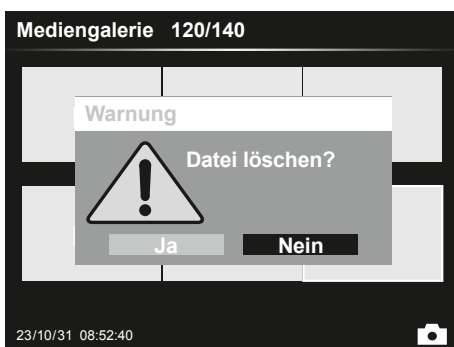 Mediengalerie 120/140
Warnung
Datei löschen?
Ja Nein
23/10/31 08:52:40